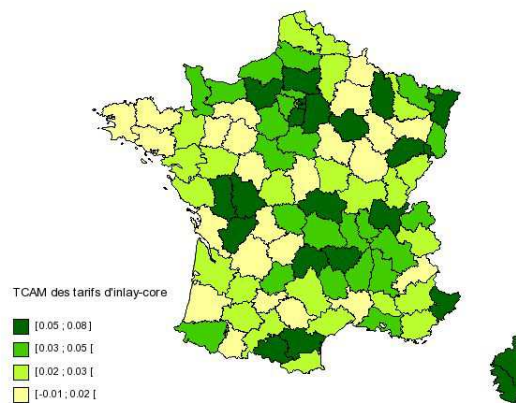 TCAM des tarifs d'inlay-core
[0.05 ; 0.08]
[0.03 ; 0.05 [
[0.02 ; 0.03 [
[-0.01 ; 0.02 [